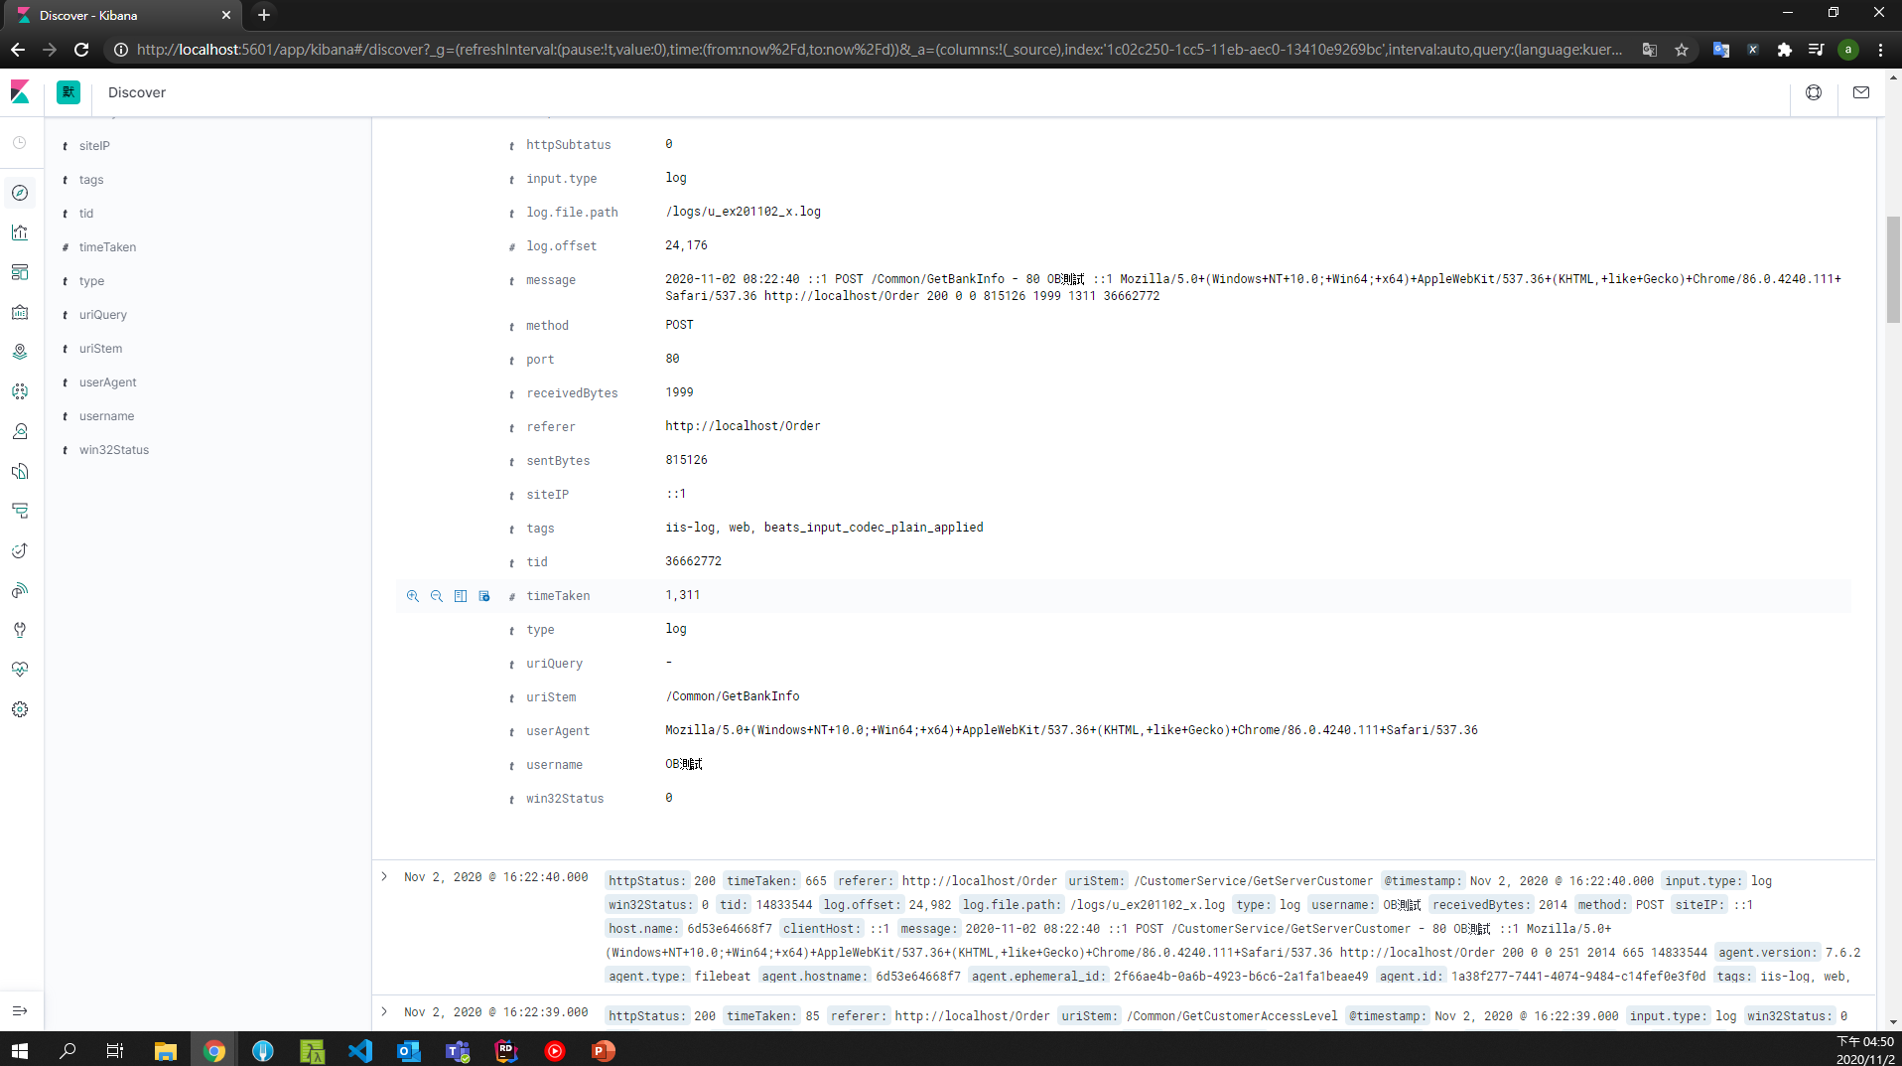 Discover - Kibana
http://localhost:5601/app/kibana#/discover?_g=(refreshInterval:(pause:!t,value:0),time:(from:now%2Fd,to:now%2Fd))&_a=(columns:!(_source),index:'1c02c250-1cc5-11eb-aec0-13410e9269bc',interval:auto,query:(language:kuer...
a
默 Discover
siteIP
tags
tid
timeTaken
type
uriQuery
uriStem
userAgent
username
win32Status
t httpSubtatus 0
t input.type log
t log.file.path /logs/u_ex201102_x.log
# log.offset 24,176
t message 2020-11-02 08:22:40 ::1 POST /Common/GetBankInfo - 80 OB測試 ::1 Mozilla/5.0+(Windows+NT+10.0;+Win64;+x64)+AppleWebKit/537.36+(KHTML,+like+Gecko)+Chrome/86.0.4240.111+
Safari/537.36 http://localhost/Order 200 0 0 815126 1999 1311 36662772
t method POST
t port 80
t receivedBytes 1999
t referer http://localhost/Order
t sentBytes 815126
t siteIP ::1
t tags iis-log, web, beats_input_codec_plain_applied
t tid 36662772
# timeTaken 1,311
t type log
t uriQuery -
t uriStem /Common/GetBankInfo
t userAgent Mozilla/5.0+(Windows+NT+10.0;+Win64;+x64)+AppleWebKit/537.36+(KHTML,+like+Gecko)+Chrome/86.0.4240.111+Safari/537.36
t username OB測試
t win32Status 0
Nov 2, 2020 @ 16:22:40.000 httpStatus: 200 timeTaken: 665 referer: http://localhost/Order uriStem: /CustomerService/GetServerCustomer @timestamp: Nov 2, 2020 @ 16:22:40.000 input.type: log
win32Status: 0 tid: 14833544 log.offset: 24,982 log.file.path: /logs/u_ex201102_x.log type: log username: OB測試 receivedBytes: 2014 method: POST siteIP: ::1
host.name: 6d53e64668f7 clientHost: ::1 message: 2020-11-02 08:22:40 ::1 POST /CustomerService/GetServerCustomer - 80 OB測試 ::1 Mozilla/5.0+
(Windows+NT+10.0;+Win64;+x64)+AppleWebKit/537.36+(KHTML,+like+Gecko)+Chrome/86.0.4240.111+Safari/537.36 http://localhost/Order 200 0 0 251 2014 665 14833544 agent.version: 7.6.2
agent.type: filebeat agent.hostname: 6d53e64668f7 agent.ephemeral_id: 2f66ae4b-0a6b-4923-b6c6-2a1fa1beae49 agent.id: 1a38f277-7441-4074-9484-c14fef0e3f0d tags: iis-log, web,
Nov 2, 2020 @ 16:22:39.000 httpStatus: 200 timeTaken: 85 referer: http://localhost/Order uriStem: /Common/GetCustomerAccessLevel @timestamp: Nov 2, 2020 @ 16:22:39.000 input.type: log win32Status: 0
下午 04:50
2020/11/2